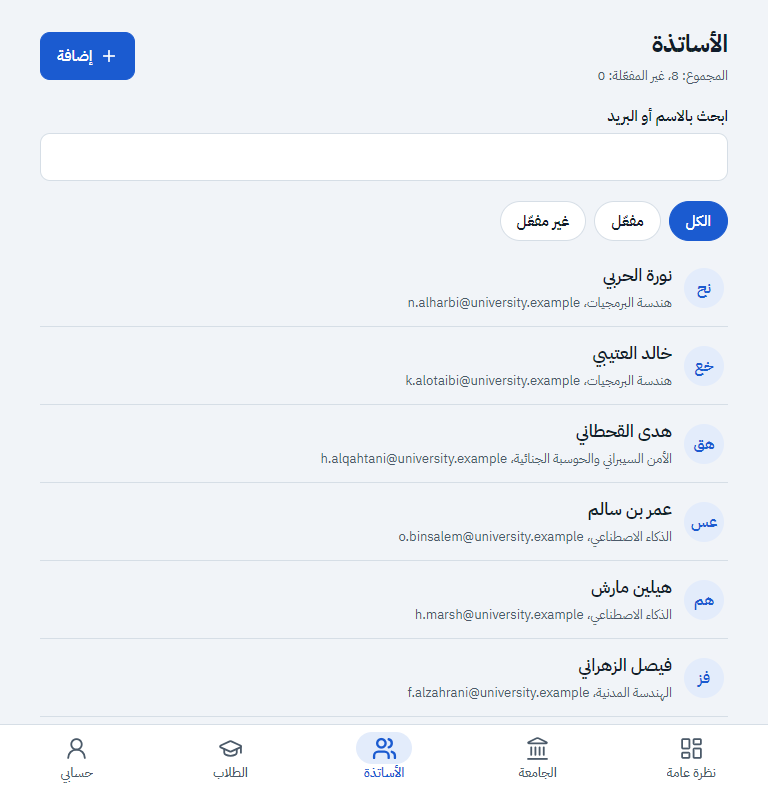 الأساتذة
المجموع: 8، غير المفعّلة: 0
إضافة
ابحث بالاسم أو البريد
الكل
مفعّل
غير مفعّل
نح
نورة الحربي
هندسة البرمجيات، n.alharbi@university.example
خع
خالد العتيبي
هندسة البرمجيات، k.alotaibi@university.example
هق
هدى القحطاني
الأمن السيبراني والحوسبة الجنائية، h.alqahtani@university.example
عس
عمر بن سالم
الذكاء الاصطناعي، o.binsalem@university.example
هم
هيلين مارش
الذكاء الاصطناعي، h.marsh@university.example
فز
فيصل الزهراني
الهندسة المدنية، f.alzahrani@university.example
نظرة عامة
الجامعة
الأساتذة
الطلاب
حسابي